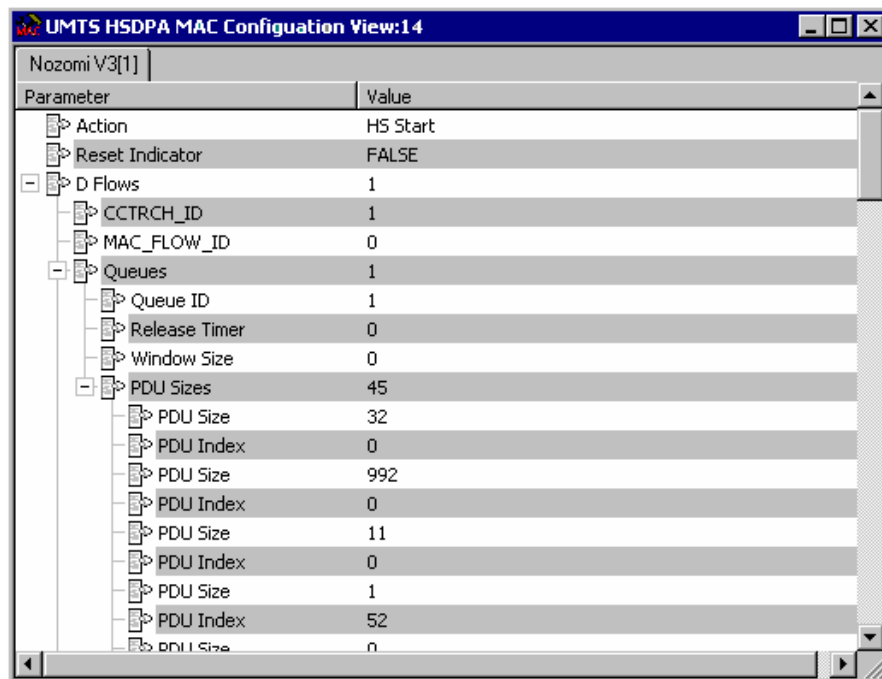 UMTS HSDPA MAC Configuation View:14
Nozomi V3[1]
Parameter Value
Action HS Start
Reset Indicator FALSE
D Flows 1
CCTRCH_ID 1
MAC_FLOW_ID 0
Queues 1
Queue ID 1
Release Timer 0
Window Size 0
PDU Sizes 45
PDU Size 32
PDU Index 0
PDU Size 992
PDU Index 0
PDU Size 11
PDU Index 0
PDU Size 1
PDU Index 52
PDU Size 0